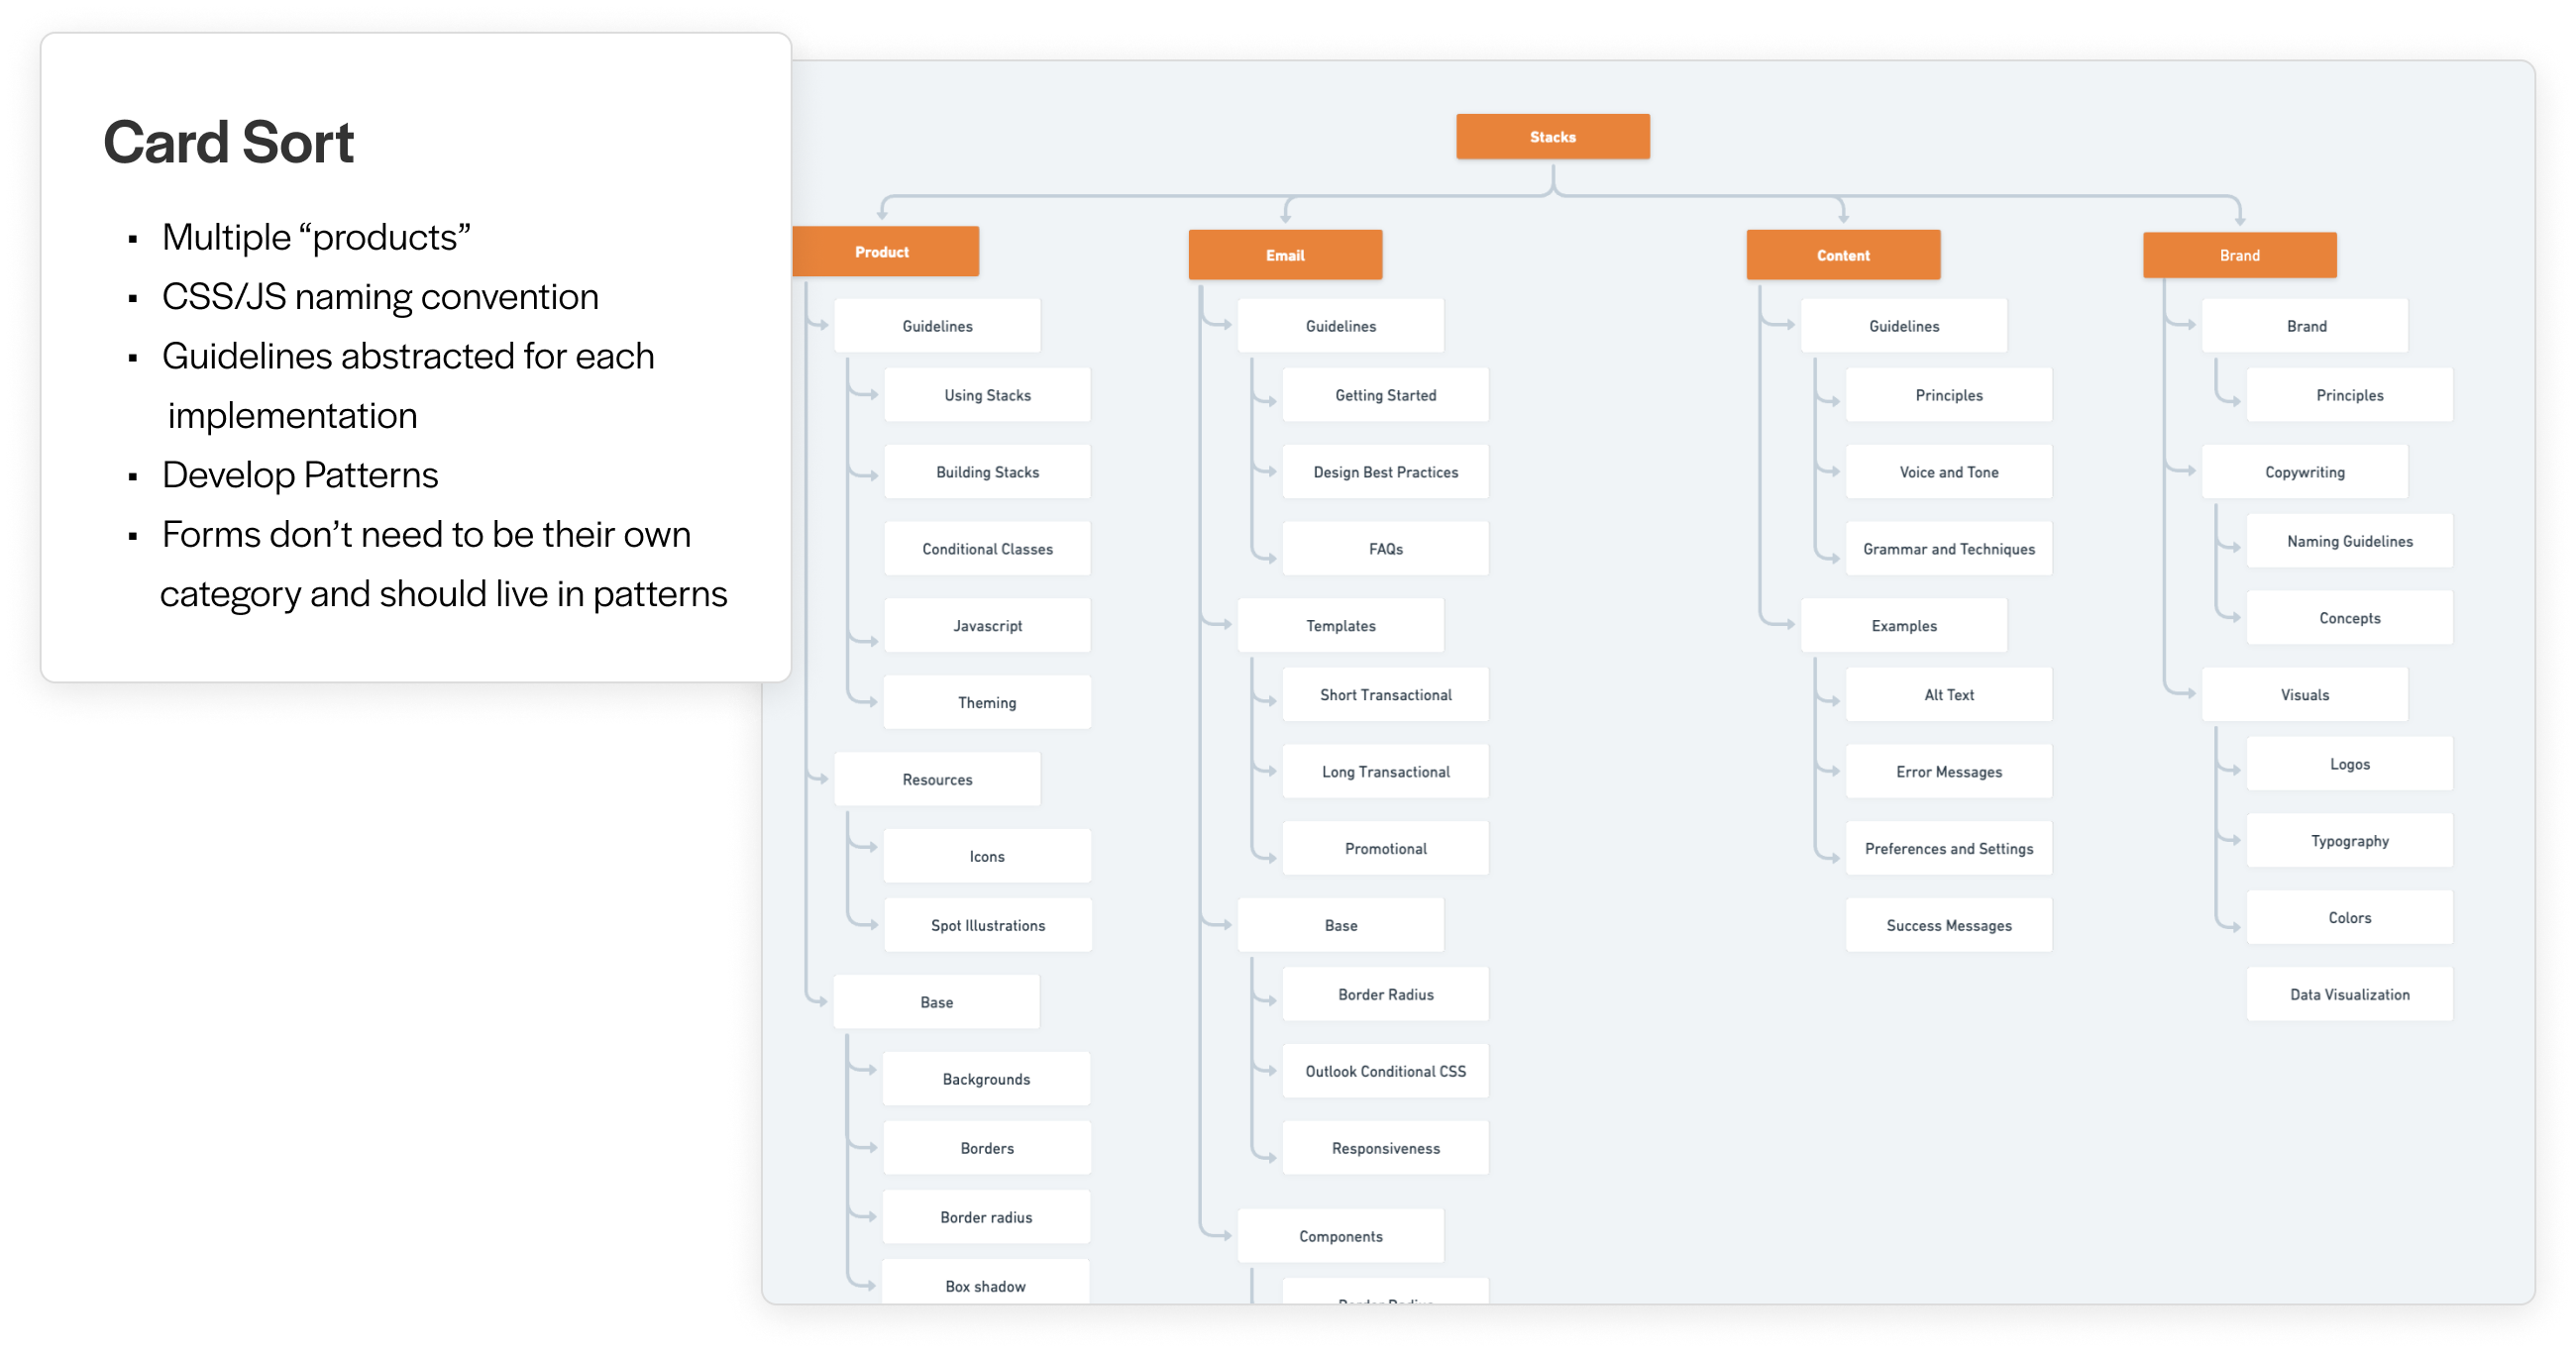 Card Sort
▪ Multiple “products”
▪ CSS/JS naming convention
▪ Guidelines abstracted for each
implementation
▪ Develop Patterns
▪ Forms don’t need to be their own
category and should live in patterns
Stacks
Product
Guidelines
Using Stacks
Building Stacks
Conditional Classes
Javascript
Theming
Resources
Icons
Spot Illustrations
Base
Backgrounds
Borders
Border radius
Box shadow
Email
Guidelines
Getting Started
Design Best Practices
FAQs
Templates
Short Transactional
Long Transactional
Promotional
Base
Border Radius
Outlook Conditional CSS
Responsiveness
Components
Content
Guidelines
Principles
Voice and Tone
Grammar and Techniques
Examples
Alt Text
Error Messages
Preferences and Settings
Success Messages
Brand
Brand
Principles
Copywriting
Naming Guidelines
Concepts
Visuals
Logos
Typography
Colors
Data Visualization